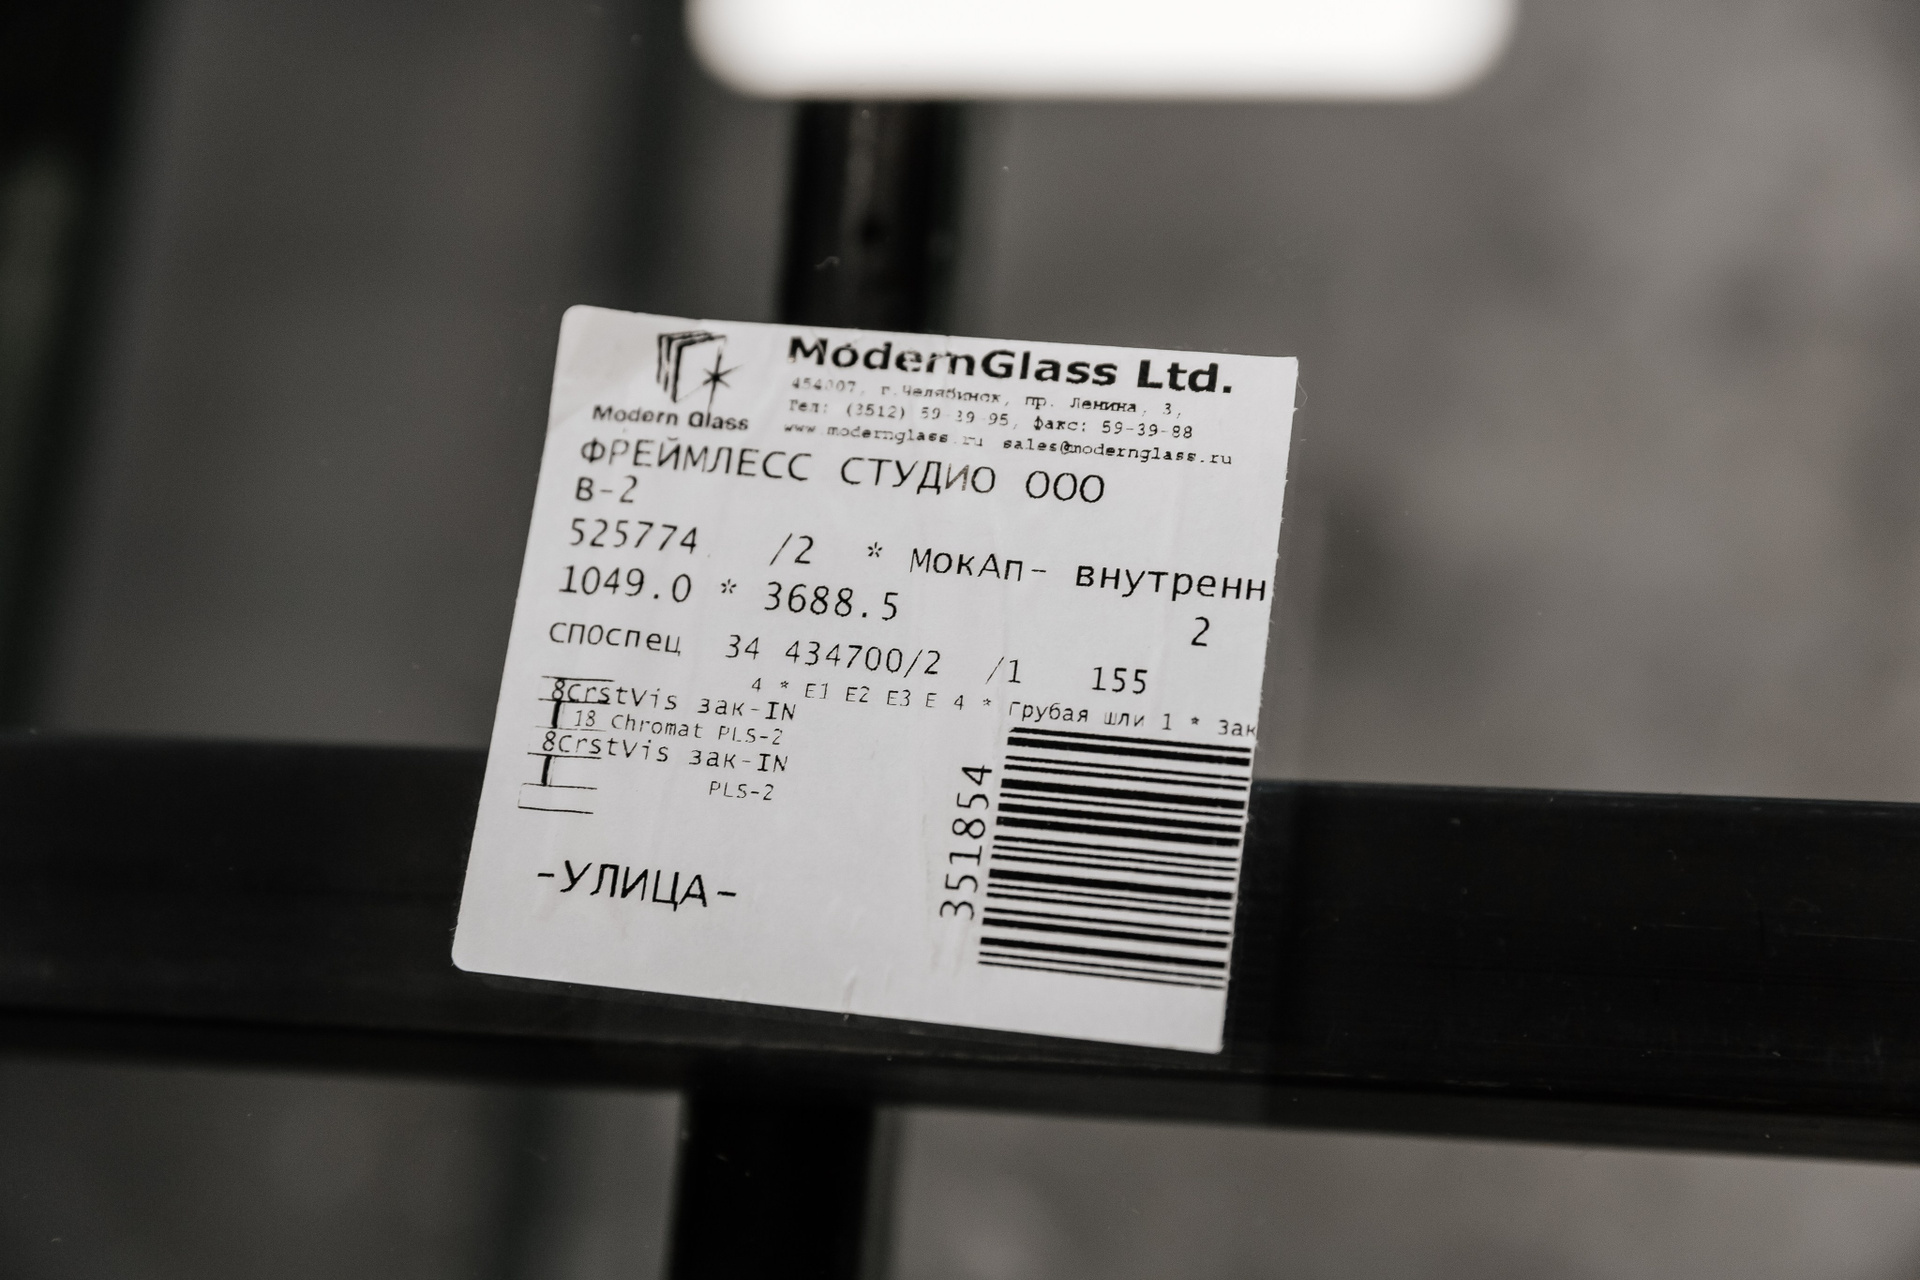 ModernGlass Ltd.
454007, г.Челябинск, пр. Ленина, 3,
Тел: (3512) 59-39-95, факс: 59-39-88
www.modernglass.ru sales@modernglass.ru
Modern Glass
ФРЕЙМЛЕСС СТУДИО ООО
В-2
525774 /2 * МокАп- внутренн
1049.0 * 3688.5 2
СПОспец 34 434700/2 /1 155
4 * E1 E2 E3 E 4 * Грубая шли 1 * Зак
8CrstVis зак-IN
18 Chromat PLS-2
8CrstVis зак-IN
PLS-2
351854
-УЛИЦА-